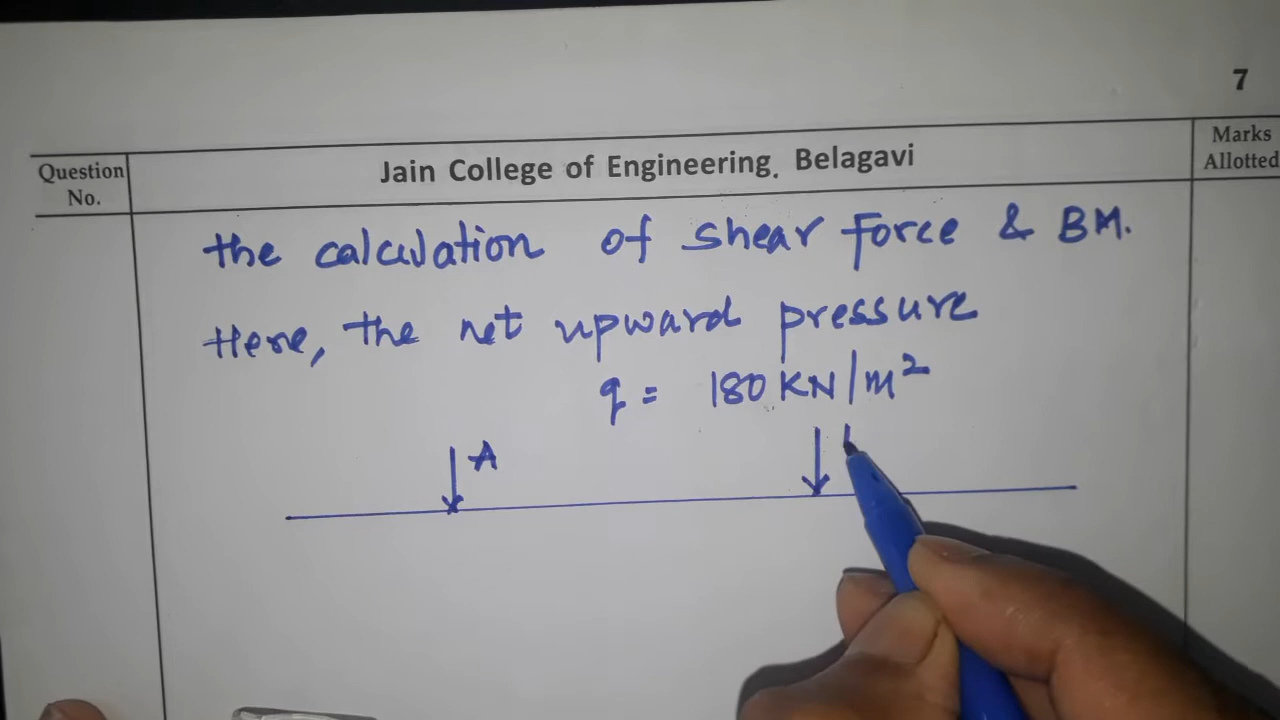 7
Question No.
Jain College of Engineering, Belagavi
Marks Allotted
the calculation of shear force & BM.
Here, the net upward pressure
q = 180 KN/m²
A